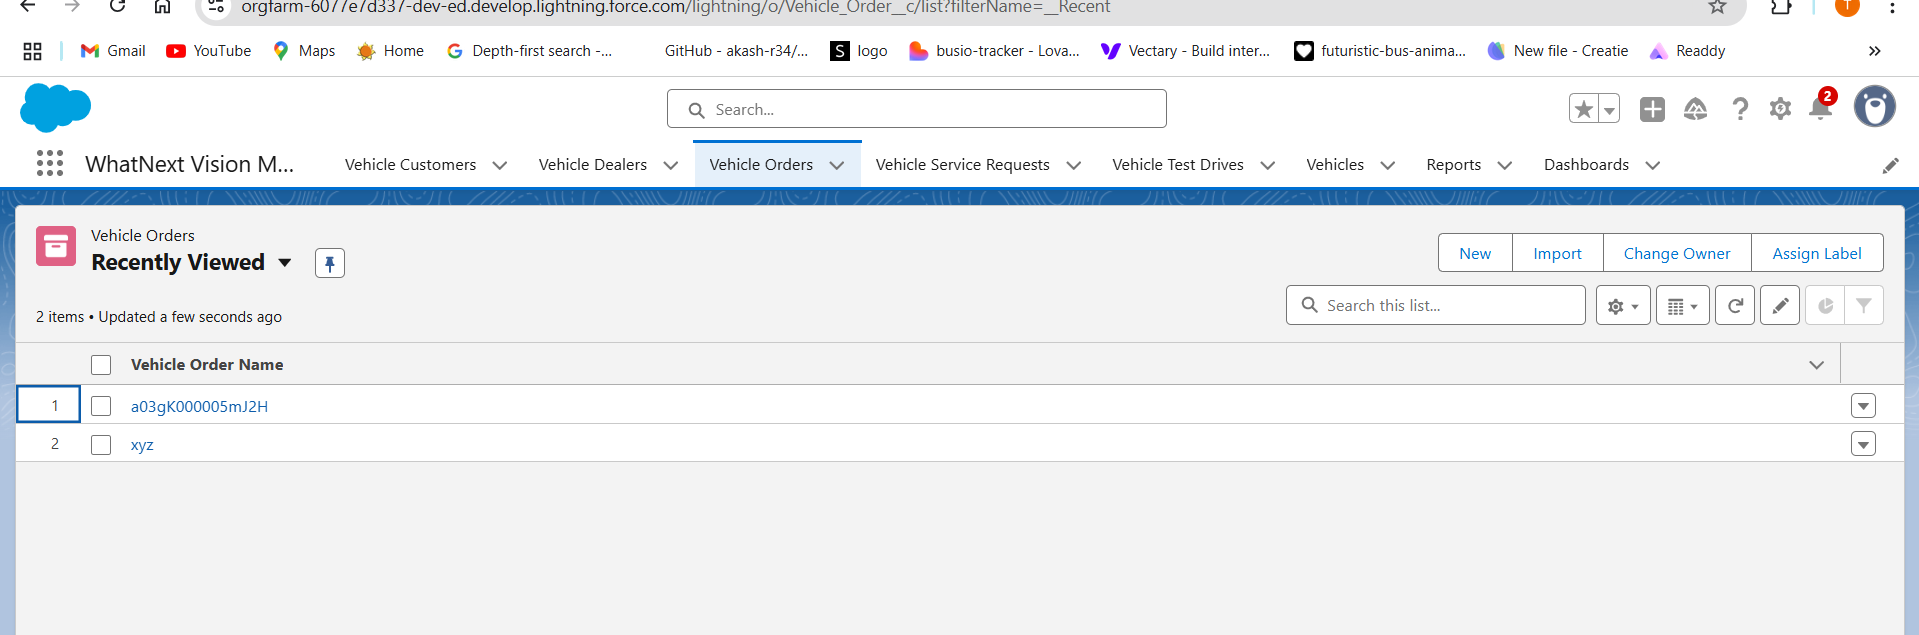 orgfarm-6077e7d337-dev-ed.develop.lightning.force.com/lightning/o/Vehicle_Order__c/list?filterName=__Recent T
Gmail YouTube Maps Home Depth-first search -... GitHub - akash-r34/... S logo busio-tracker - Lova... Vectary - Build inter... futuristic-bus-anima... New file - Creatie Readdy »
Search... 2
WhatNext Vision M... Vehicle Customers Vehicle Dealers Vehicle Orders Vehicle Service Requests Vehicle Test Drives Vehicles Reports Dashboards
Vehicle Orders
Recently Viewed
New Import Change Owner Assign Label
2 items • Updated a few seconds ago
Search this list...
Vehicle Order Name
1 a03gK000005mJ2H
2 xyz